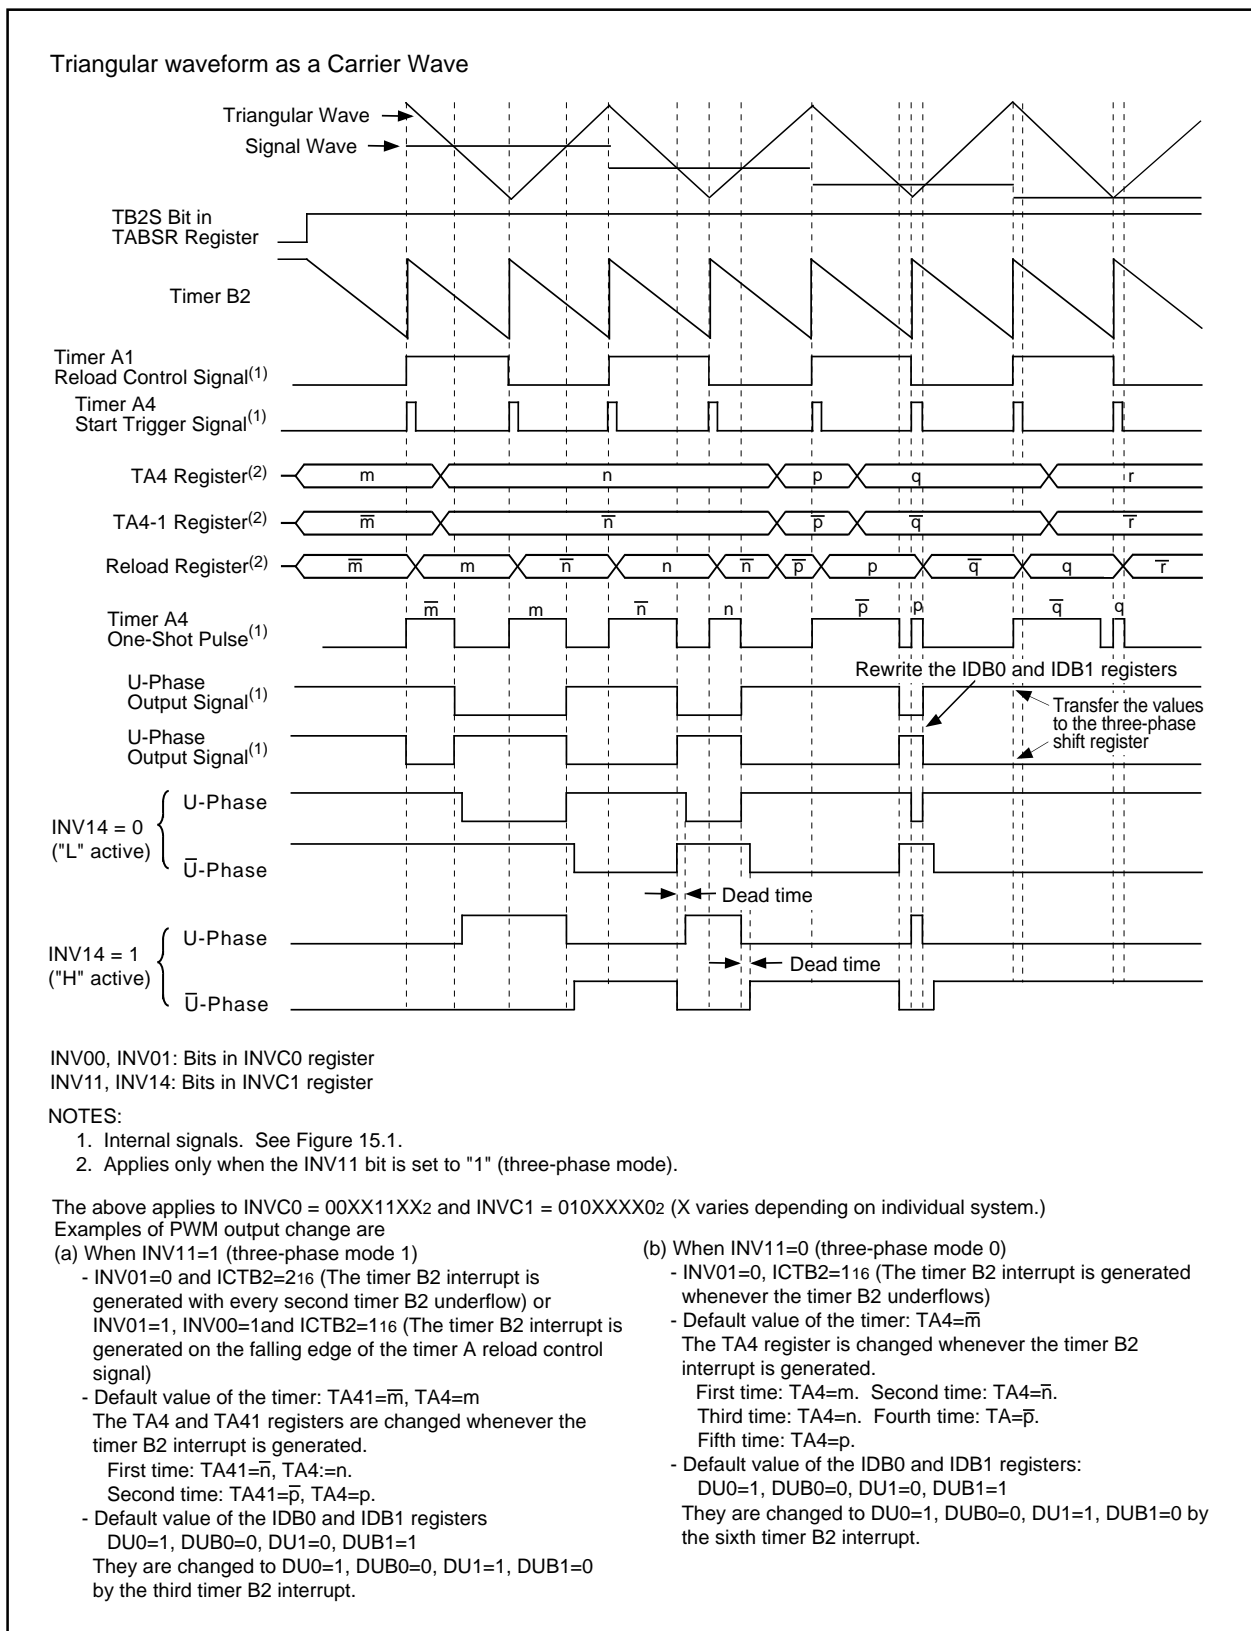 Triangular waveform as a Carrier Wave
Triangular Wave
Signal Wave
TB2S Bit in
TABSR Register
Timer B2
Timer A1
Reload Control Signal(1)
Timer A4
Start Trigger Signal(1)
TA4 Register(2)
m n p q r
TA4-1 Register(2)
m̅ n̅ p̅ q̅ r̅
Reload Register(2)
m̅ m n̅ n n̅ p̅ p q̅ q r̅
Timer A4
One-Shot Pulse(1)
m̅ m n̅ n p̅ p q̅ q
Rewrite the IDB0 and IDB1 registers
U-Phase
Output Signal(1)
Transfer the values
to the three-phase
shift register
U-Phase
Output Signal(1)
INV14 = 0
("L" active)
U-Phase
U̅-Phase
Dead time
INV14 = 1
("H" active)
U-Phase
Dead time
U̅-Phase
INV00, INV01: Bits in INVC0 register
INV11, INV14: Bits in INVC1 register
NOTES:
1. Internal signals. See Figure 15.1.
2. Applies only when the INV11 bit is set to "1" (three-phase mode).
The above applies to INVC0 = 00XX11XX2 and INVC1 = 010XXXX02 (X varies depending on individual system.)
Examples of PWM output change are
(a) When INV11=1 (three-phase mode 1)
- INV01=0 and ICTB2=216 (The timer B2 interrupt is
generated with every second timer B2 underflow) or
INV01=1, INV00=1and ICTB2=116 (The timer B2 interrupt is
generated on the falling edge of the timer A reload control
signal)
- Default value of the timer: TA41=m̅, TA4=m
The TA4 and TA41 registers are changed whenever the
timer B2 interrupt is generated.
First time: TA41=n̅, TA4:=n.
Second time: TA41=p̅, TA4=p.
- Default value of the IDB0 and IDB1 registers
DU0=1, DUB0=0, DU1=0, DUB1=1
They are changed to DU0=1, DUB0=0, DU1=1, DUB1=0
by the third timer B2 interrupt.
(b) When INV11=0 (three-phase mode 0)
- INV01=0, ICTB2=116 (The timer B2 interrupt is generated
whenever the timer B2 underflows)
- Default value of the timer: TA4=m̅
The TA4 register is changed whenever the timer B2
interrupt is generated.
First time: TA4=m. Second time: TA4=n̅.
Third time: TA4=n. Fourth time: TA=p̅.
Fifth time: TA4=p.
- Default value of the IDB0 and IDB1 registers:
DU0=1, DUB0=0, DU1=0, DUB1=1
They are changed to DU0=1, DUB0=0, DU1=1, DUB1=0 by
the sixth timer B2 interrupt.